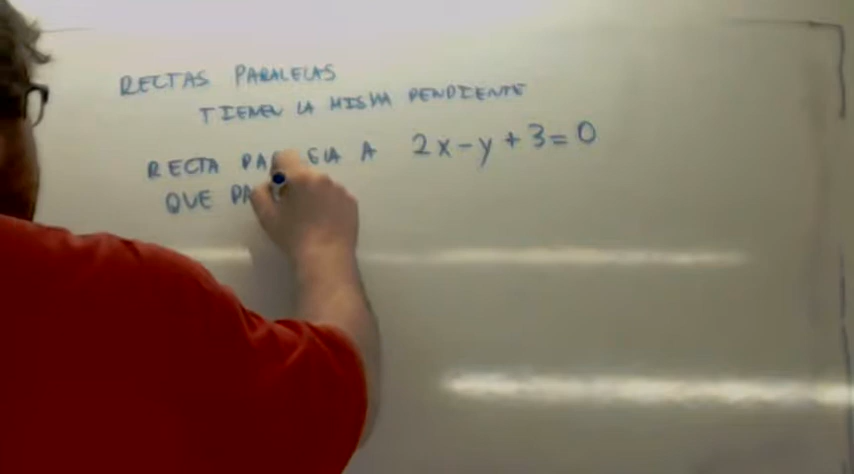 RECTAS PARALELAS
TIENEN LA MISMA PENDIENTE
RECTA A 2x-y+3=0
QUE